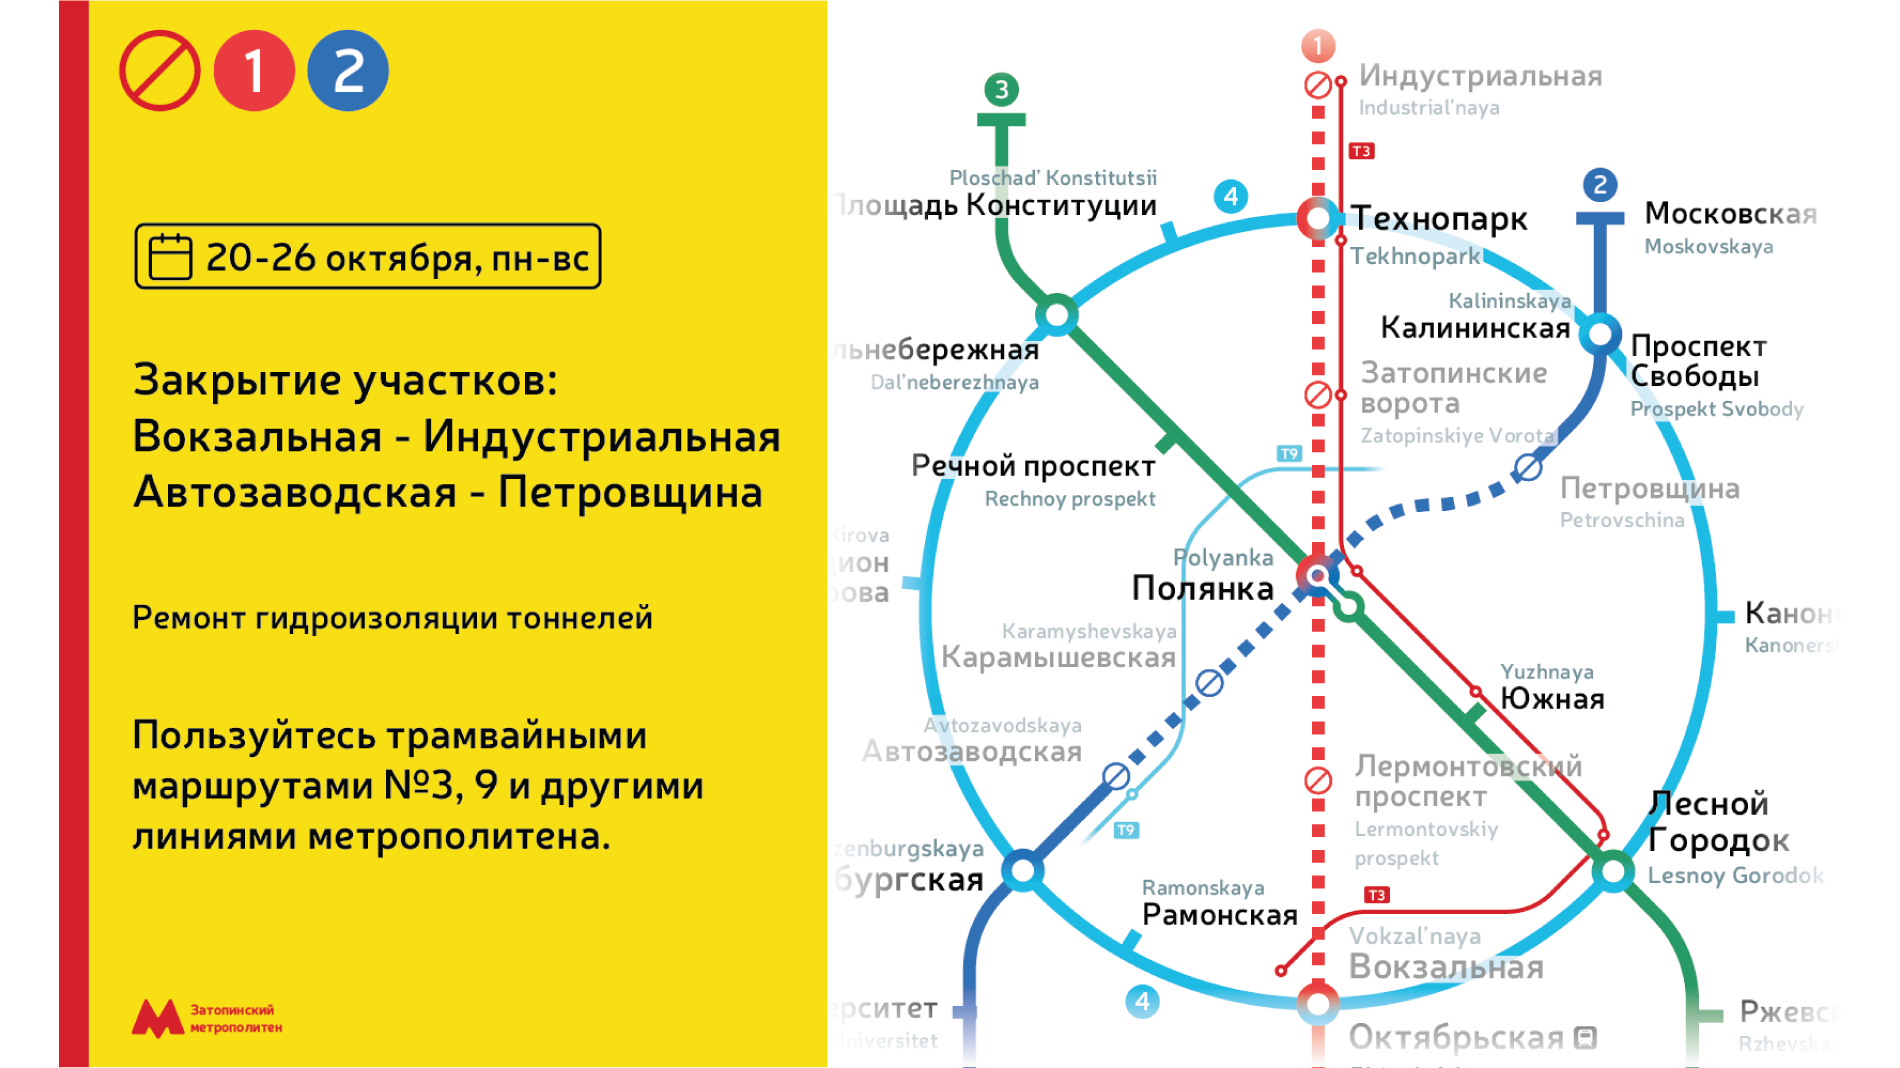 1 2
20-26 октября, пн-вс
Закрытие участков:
Вокзальная - Индустриальная
Автозаводская - Петровщина
Ремонт гидроизоляции тоннелей
Пользуйтесь трамвайными
маршрутами №3, 9 и другими
линиями метрополитена.
Затопинский
метрополитен
1
Индустриальная
Industrial'naya
3
T3
Ploschad' Konstitutsii
Площадь Конституции
4
2
Технопарк
Tekhnopark
Московская
Moskovskaya
Kalininskaya
Калининская
Проспект
Свободы
Prospekt Svobody
льнебережная
Dal'neberezhnaya
Затопинские
ворота
Zatopinskiye Vorota
T9
Речной проспект
Rechnoy prospekt
Петровщина
Petrovschina
Kirova
ион
ова
Polyanka
Полянка
Канон
Kanoners
Karamyshevskaya
Карамышевская
Yuzhnaya
Южная
Avtozavodskaya
Автозаводская
Лермонтовский
проспект
Lermontovskiy
prospekt
Лесной
Городок
Lesnoy Gorodok
T9
zenburgskaya
бургская
Ramonskaya
Рамонская
T3
Vokzal'naya
Вокзальная
4
рситет
Universitet
Октябрьская
Ржевс
Rzhevska